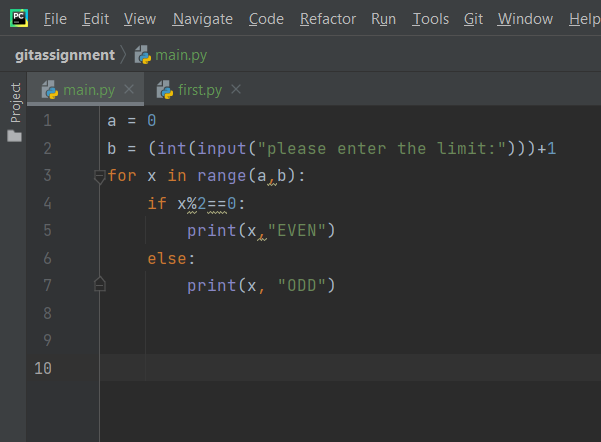 PC File Edit View Navigate Code Refactor Run Tools Git Window Help
gitassignment main.py
Project
main.py first.py
1 a = 0
2 b = (int(input("please enter the limit:")))+1
3 for x in range(a,b):
4     if x%2==0:
5         print(x,"EVEN")
6     else:
7         print(x, "ODD")
8
9
10